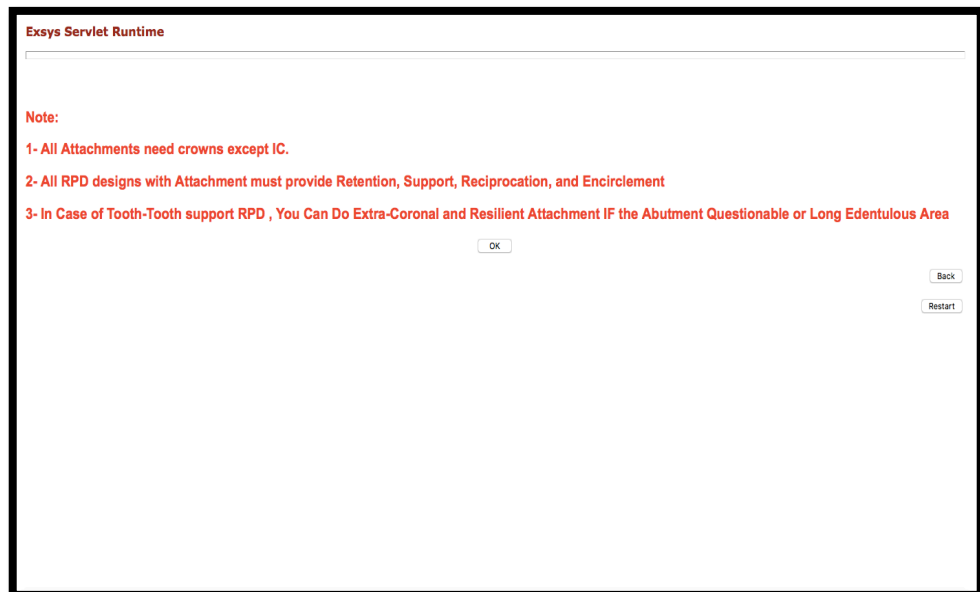 Exsys Servlet Runtime
Note:
1- All Attachments need crowns except IC.
2- All RPD designs with Attachment must provide Retention, Support, Reciprocation, and Encirclement
3- In Case of Tooth-Tooth support RPD , You Can Do Extra-Coronal and Resilient Attachment IF the Abutment Questionable or Long Edentulous Area
OK
Back
Restart